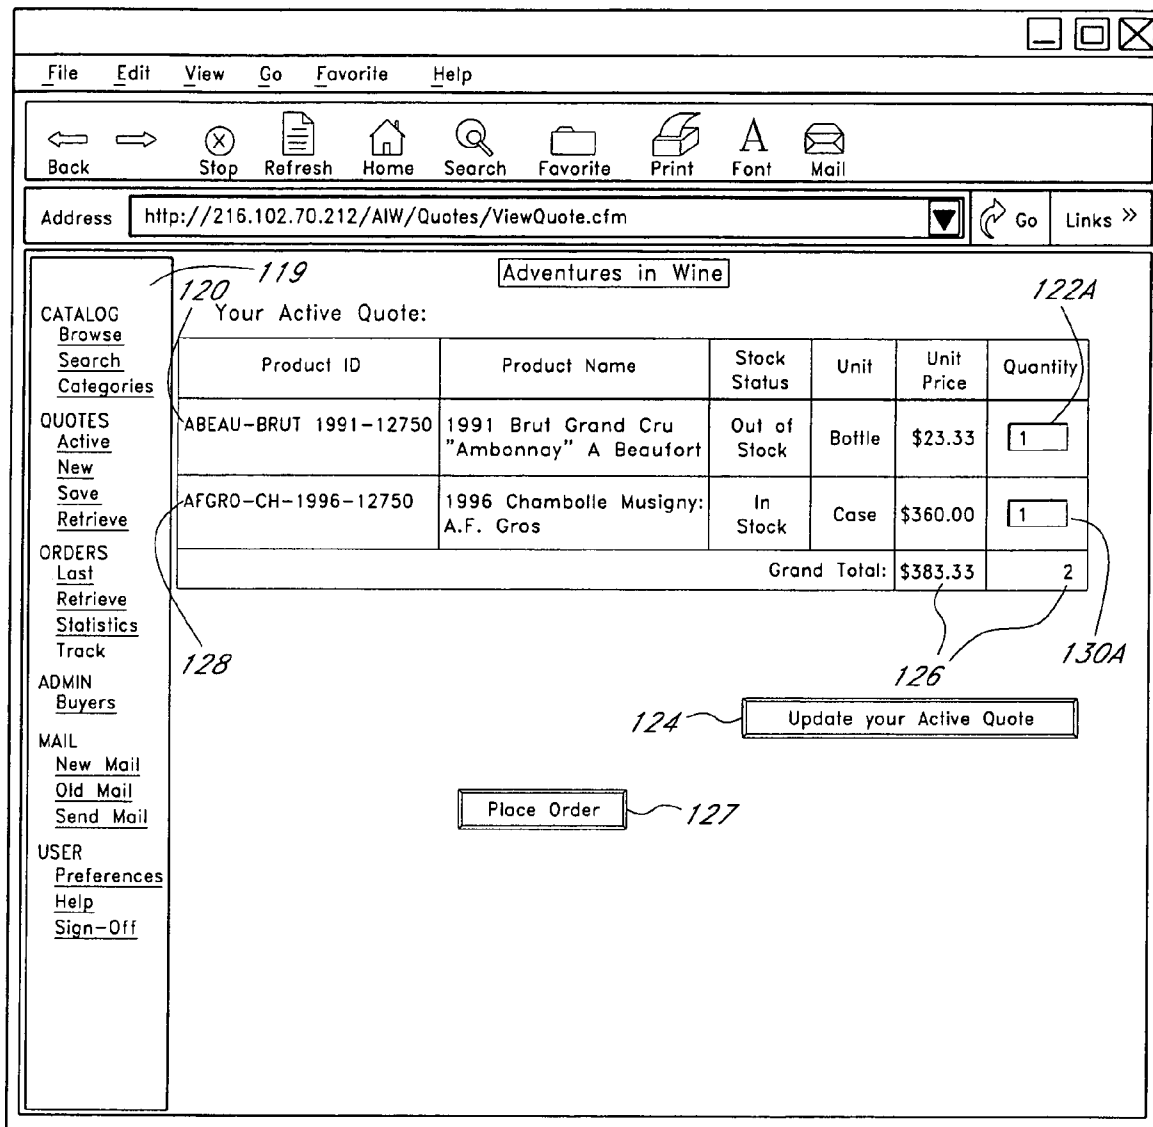 File Edit View Go Favorite Help
Back Stop Refresh Home Search Favorite Print Font Mail
Address http://216.102.70.212/AIW/Quotes/ViewQuote.cfm Go Links »
119
Adventures in Wine
120
122A
Your Active Quote:
CATALOG
Browse
Search
Categories
QUOTES
Active
New
Save
Retrieve
ORDERS
Last
Retrieve
Statistics
Track
ADMIN
Buyers
MAIL
New Mail
Old Mail
Send Mail
USER
Preferences
Help
Sign-Off
Product ID Product Name Stock Status Unit Unit Price Quantity
ABEAU-BRUT 1991-12750 1991 Brut Grand Cru Out of Bottle $23.33 1
"Ambonnay" A Beaufort Stock
AFGRO-CH-1996-12750 1996 Chambolle Musigny: In Case $360.00 1
A.F. Gros Stock
Grand Total: $383.33 2
128
126
130A
124 Update your Active Quote
Place Order 127